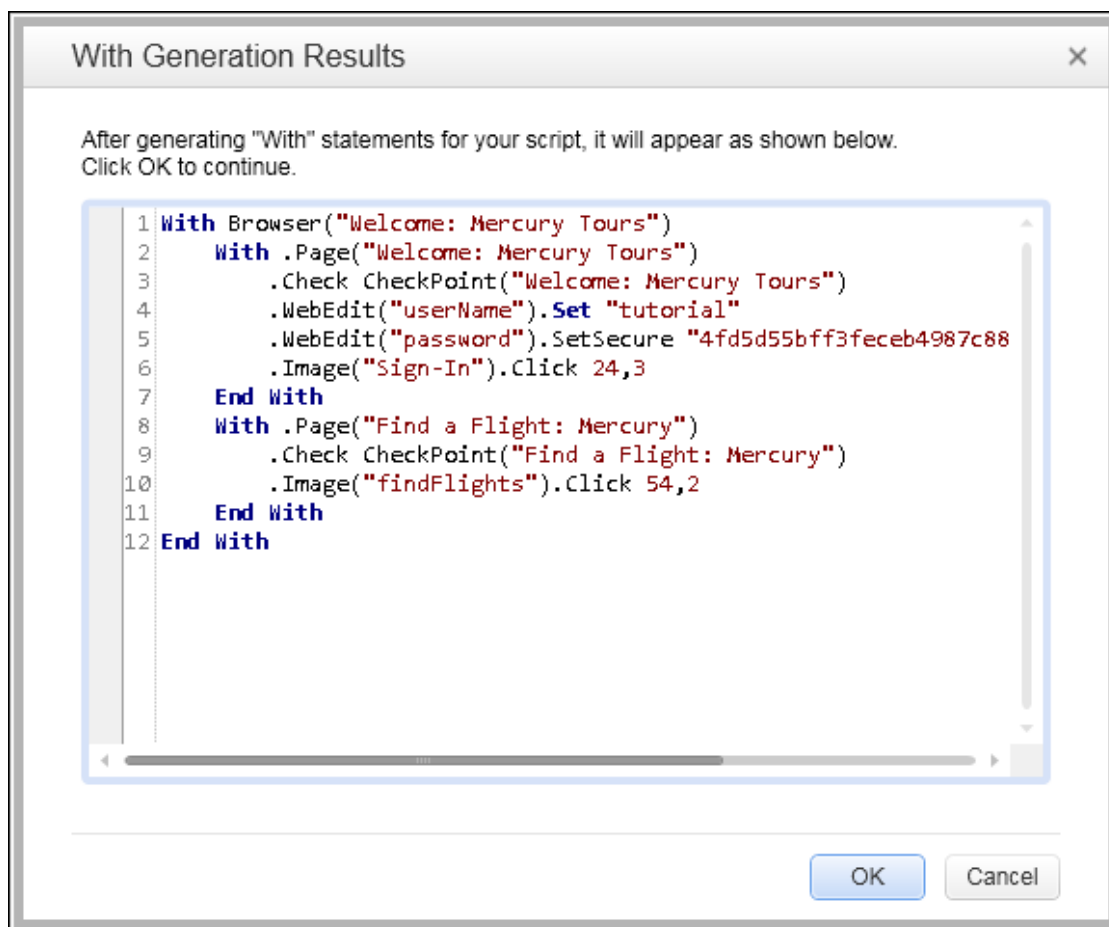 With Generation Results
After generating "With" statements for your script, it will appear as shown below.
Click OK to continue.
1 With Browser("Welcome: Mercury Tours")
2 With .Page("Welcome: Mercury Tours")
3 .Check CheckPoint("Welcome: Mercury Tours")
4 .WebEdit("userName").Set "tutorial"
5 .WebEdit("password").SetSecure "4fd5d55bff3feceb4987c88
6 .Image("Sign-In").Click 24,3
7 End With
8 With .Page("Find a Flight: Mercury")
9 .Check CheckPoint("Find a Flight: Mercury")
10 .Image("findFlights").Click 54,2
11 End With
12 End With
OK Cancel